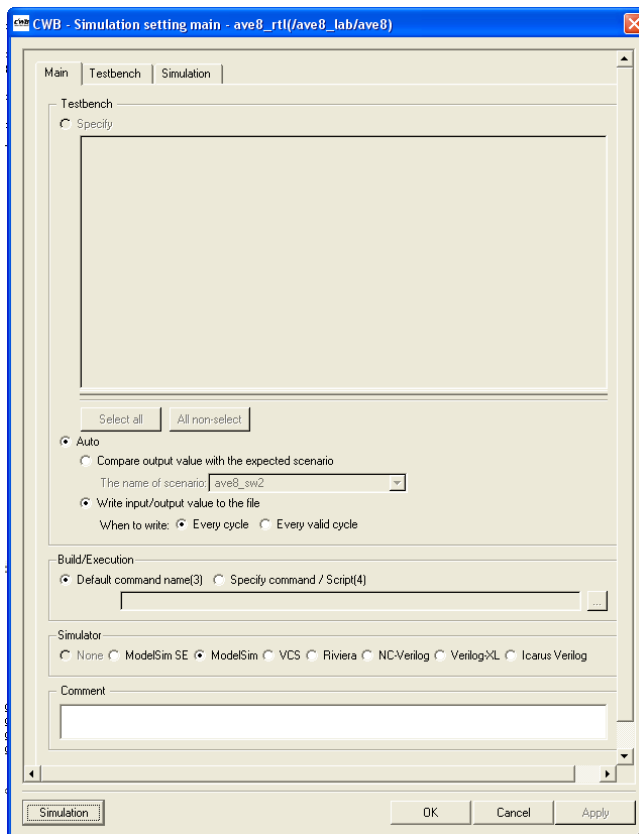 CWB - Simulation setting main - ave8_rtl(/ave8_lab/ave8)
Main Testbench Simulation
Testbench
Specify
Select all All non-select
Auto
Compare output value with the expected scenario
The name of scenario: ave8_sw2
Write input/output value to the file
When to write: Every cycle Every valid cycle
Build/Execution
Default command name(3) Specify command / Script(4)
...
Simulator
None ModelSim SE ModelSim VCS Riviera NC-Verilog Verilog-XL Icarus Verilog
Comment
Simulation OK Cancel Apply